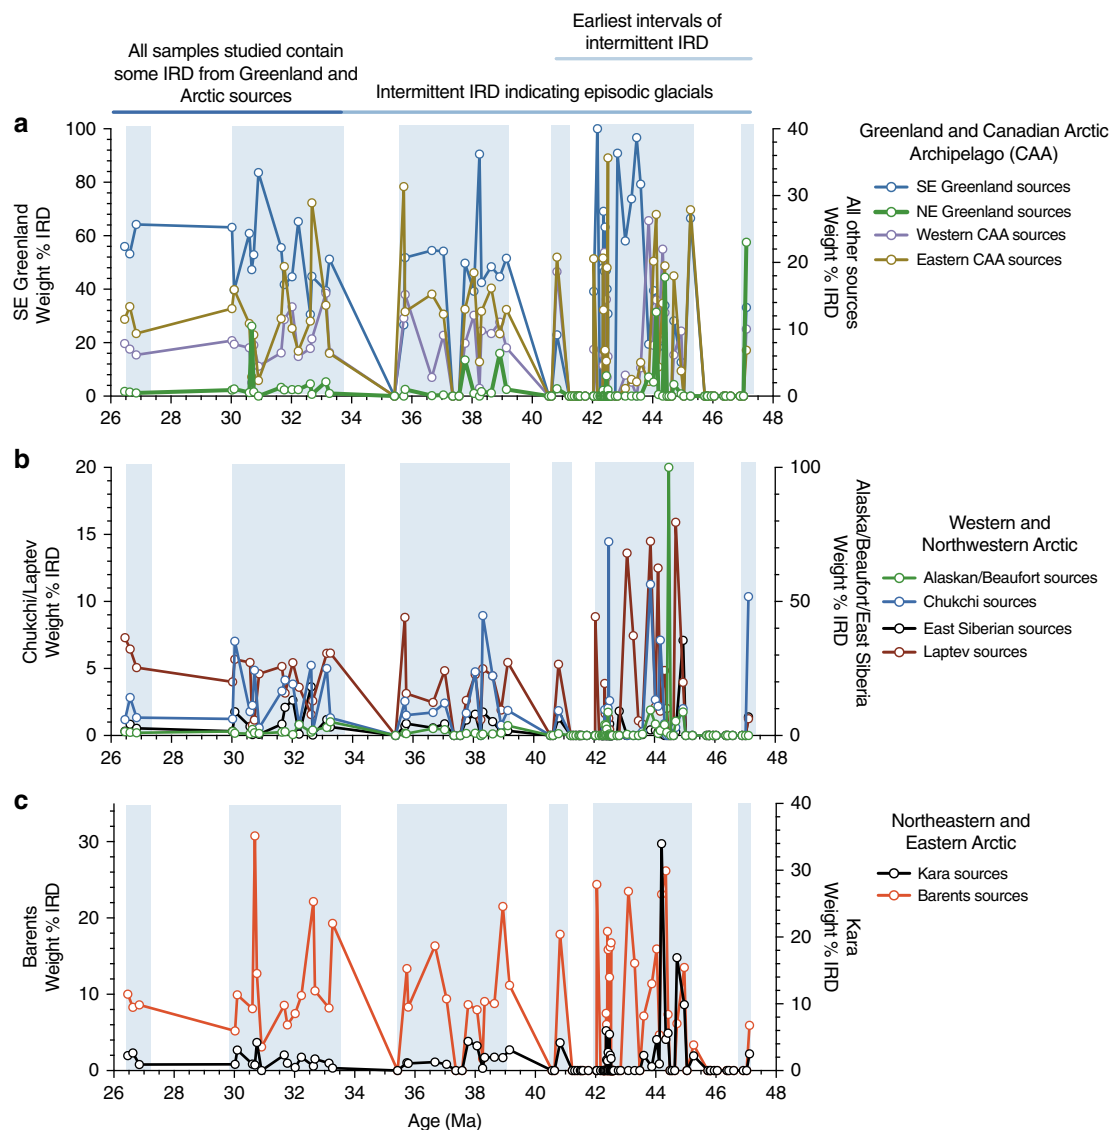 Earliest intervals of
intermittent IRD
All samples studied contain
some IRD from Greenland and
Arctic sources
Intermittent IRD indicating episodic glacials
a
100
80
60
40
20
0
SE Greenland
Weight % IRD
40
30
20
10
0
All other sources
Weight % IRD
26 28 30 32 34 36 38 40 42 44 46 48
Greenland and Canadian Arctic
Archipelago (CAA)
SE Greenland sources
NE Greenland sources
Western CAA sources
Eastern CAA sources
b
20
15
10
5
0
Chukchi/Laptev
Weight % IRD
100
50
0
Alaska/Beaufort/East Siberia
Weight % IRD
26 28 30 32 34 36 38 40 42 44 46 48
Western and
Northwestern Arctic
Alaskan/Beaufort sources
Chukchi sources
East Siberian sources
Laptev sources
c
30
20
10
0
Barents
Weight % IRD
40
30
20
10
0
Kara
Weight % IRD
26 28 30 32 34 36 38 40 42 44 46 48
Age (Ma)
Northeastern and
Eastern Arctic
Kara sources
Barents sources